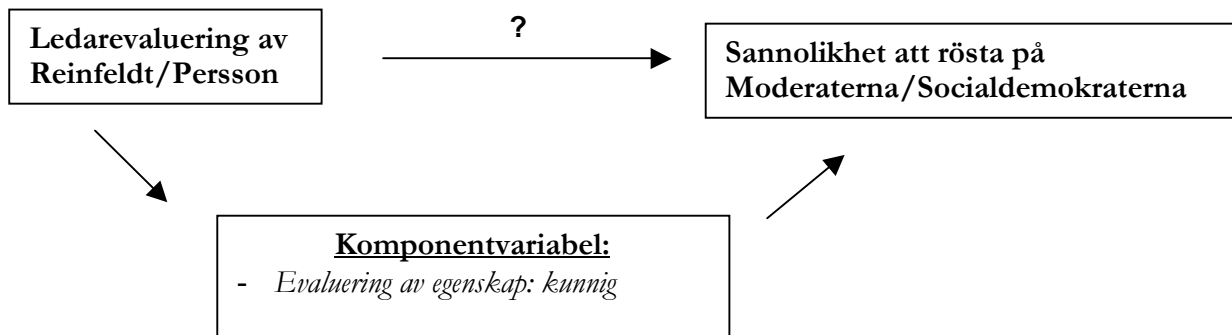 ?
Ledarevaluering av
Reinfeldt/Persson
Sannolikhet att rösta på
Moderaterna/Socialdemokraterna
Komponentvariabel:
- Evaluering av egenskap: kunnig